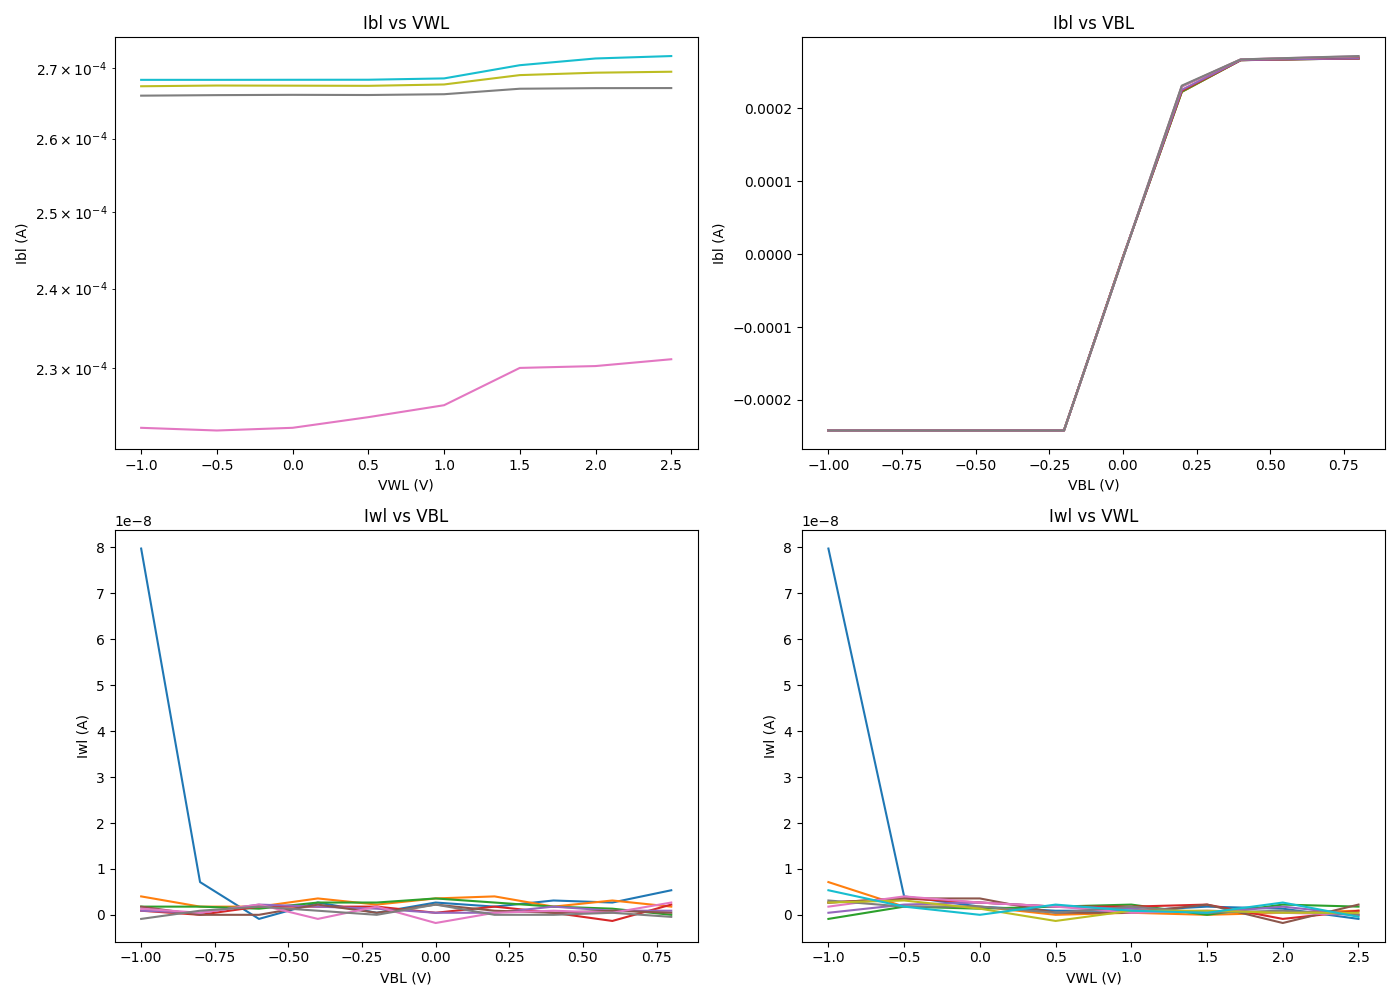 Ibl vs VWL
Ibl (A)
2.7 × 10⁻⁴
2.6 × 10⁻⁴
2.5 × 10⁻⁴
2.4 × 10⁻⁴
2.3 × 10⁻⁴
−1.0 −0.5 0.0 0.5 1.0 1.5 2.0 2.5
VWL (V)
Ibl vs VBL
Ibl (A)
0.0002
0.0001
0.0000
−0.0001
−0.0002
−1.00 −0.75 −0.50 −0.25 0.00 0.25 0.50 0.75
VBL (V)
Iwl vs VBL
1e−8
Iwl (A)
8
7
6
5
4
3
2
1
0
−1.00 −0.75 −0.50 −0.25 0.00 0.25 0.50 0.75
VBL (V)
Iwl vs VWL
1e−8
Iwl (A)
8
7
6
5
4
3
2
1
0
−1.0 −0.5 0.0 0.5 1.0 1.5 2.0 2.5
VWL (V)